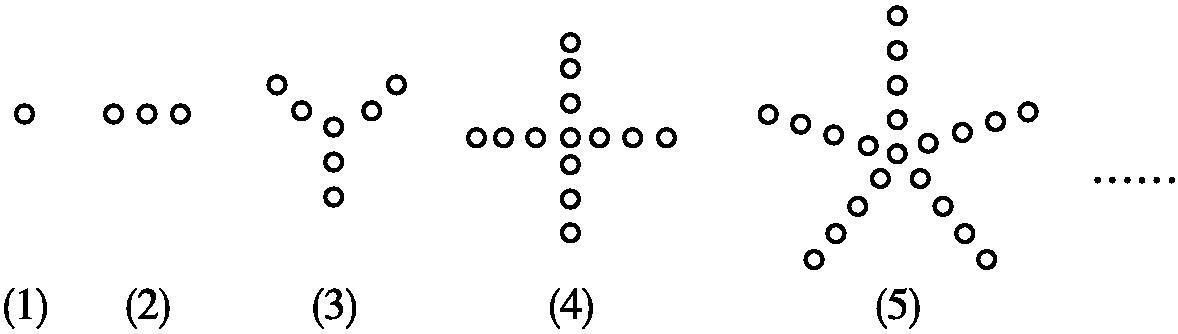 ......
(1) (2) (3) (4) (5)